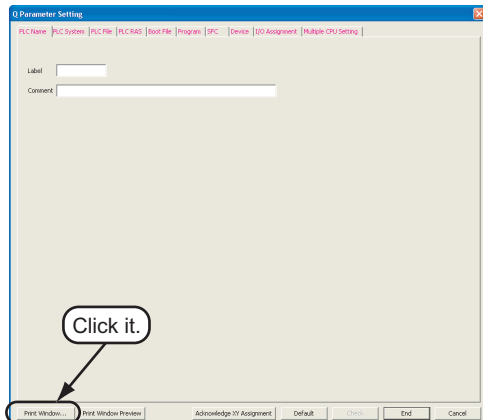 Q Parameter Setting
PLC Name PLC System PLC File PLC RAS Boot File Program SFC Device I/O Assignment Multiple CPU Setting
Label
Comment
Click it.
Print Window... Print Window Preview Acknowledge XY Assignment Default Check End Cancel